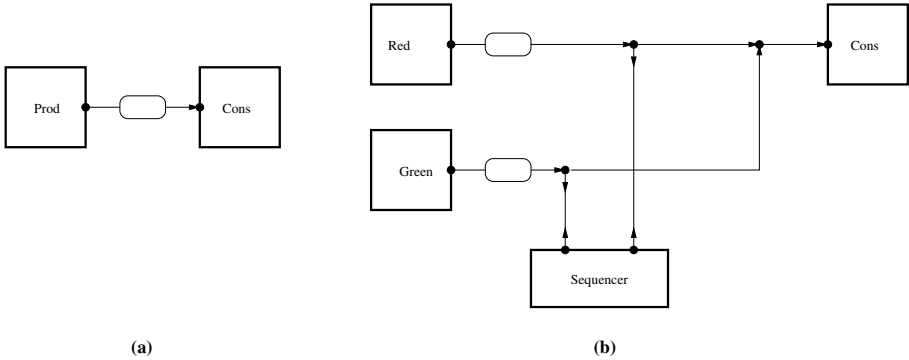 Prod
Cons
(a)
Red
Cons
Green
Sequencer
(b)